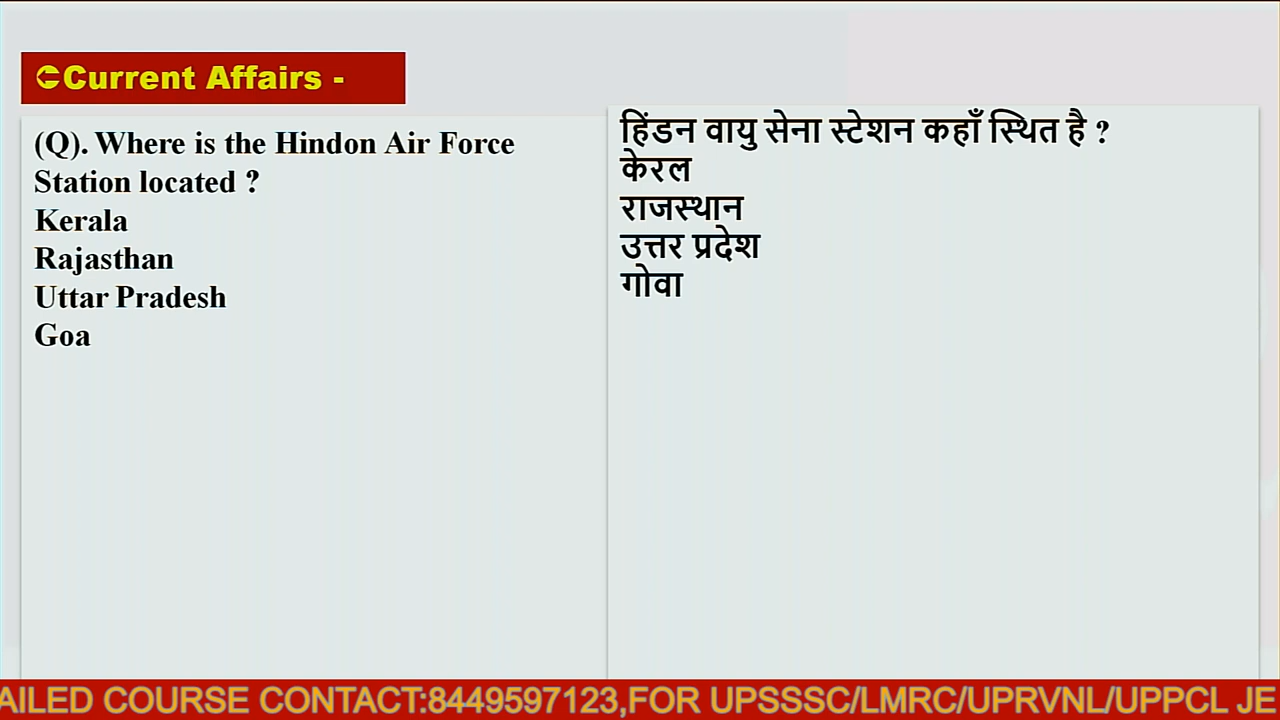 ➲Current Affairs -
(Q). Where is the Hindon Air Force
Station located ?
Kerala
Rajasthan
Uttar Pradesh
Goa
हिंडन वायु सेना स्टेशन कहाँ स्थित है ?
केरल
राजस्थान
उत्तर प्रदेश
गोवा
AILED COURSE CONTACT:8449597123,FOR UPSSSC/LMRC/UPRVNL/UPPCL JE